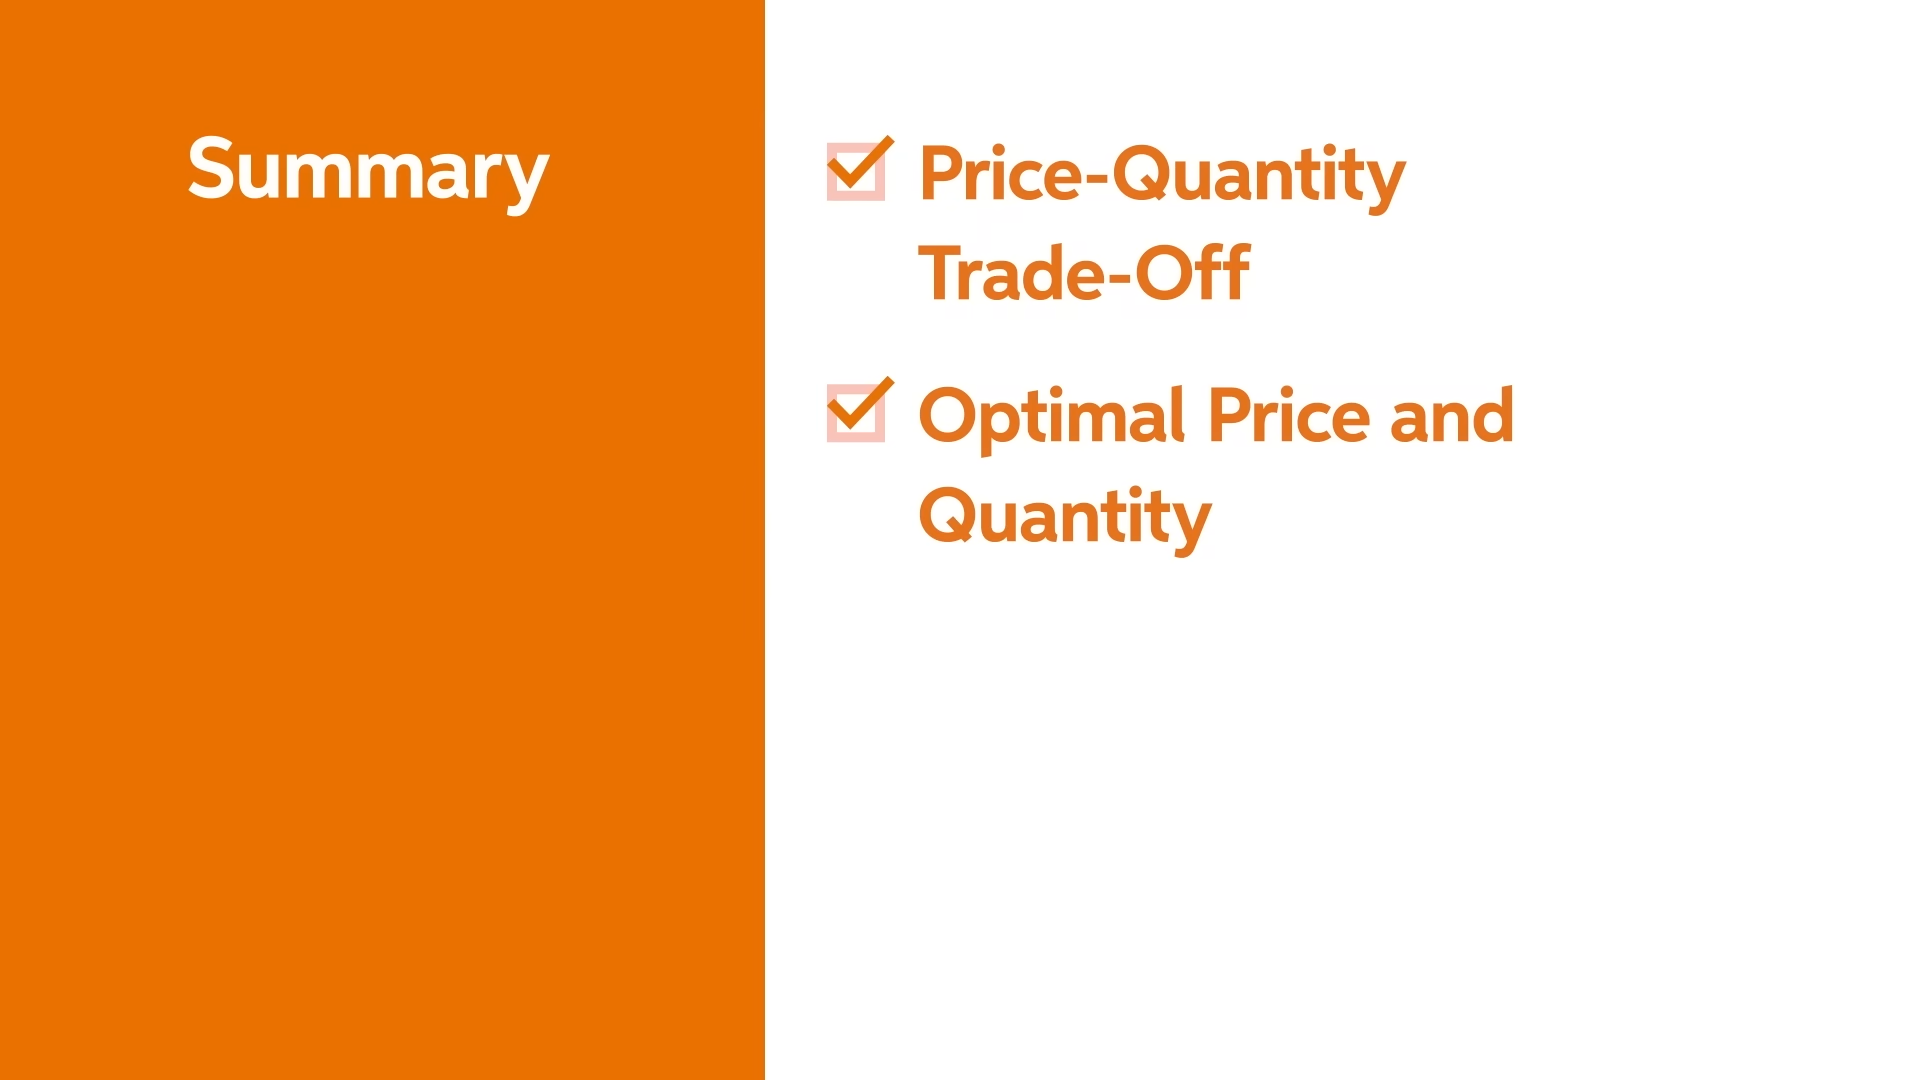 Summary
Price-Quantity
Trade-Off
Optimal Price and
Quantity